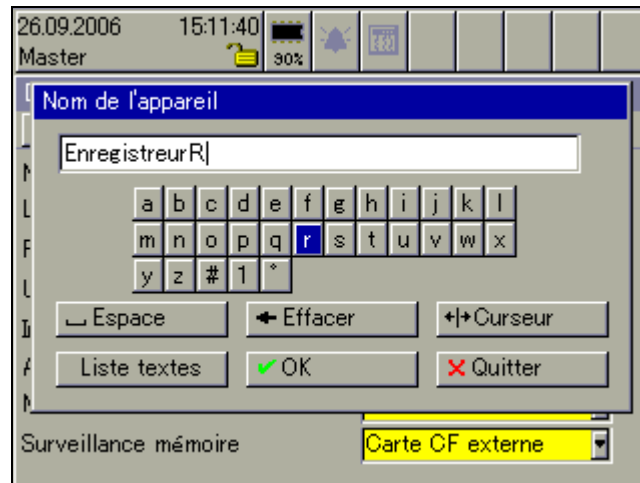 26.09.2006 15:11:40
Master
90%
Nom de l'appareil
EnregistreurR
a b c d e f g h i j k l
m n o p q r s t u v w x
y z # 1 °
Espace Effacer Curseur
Liste textes OK Quitter
Surveillance mémoire Carte CF externe